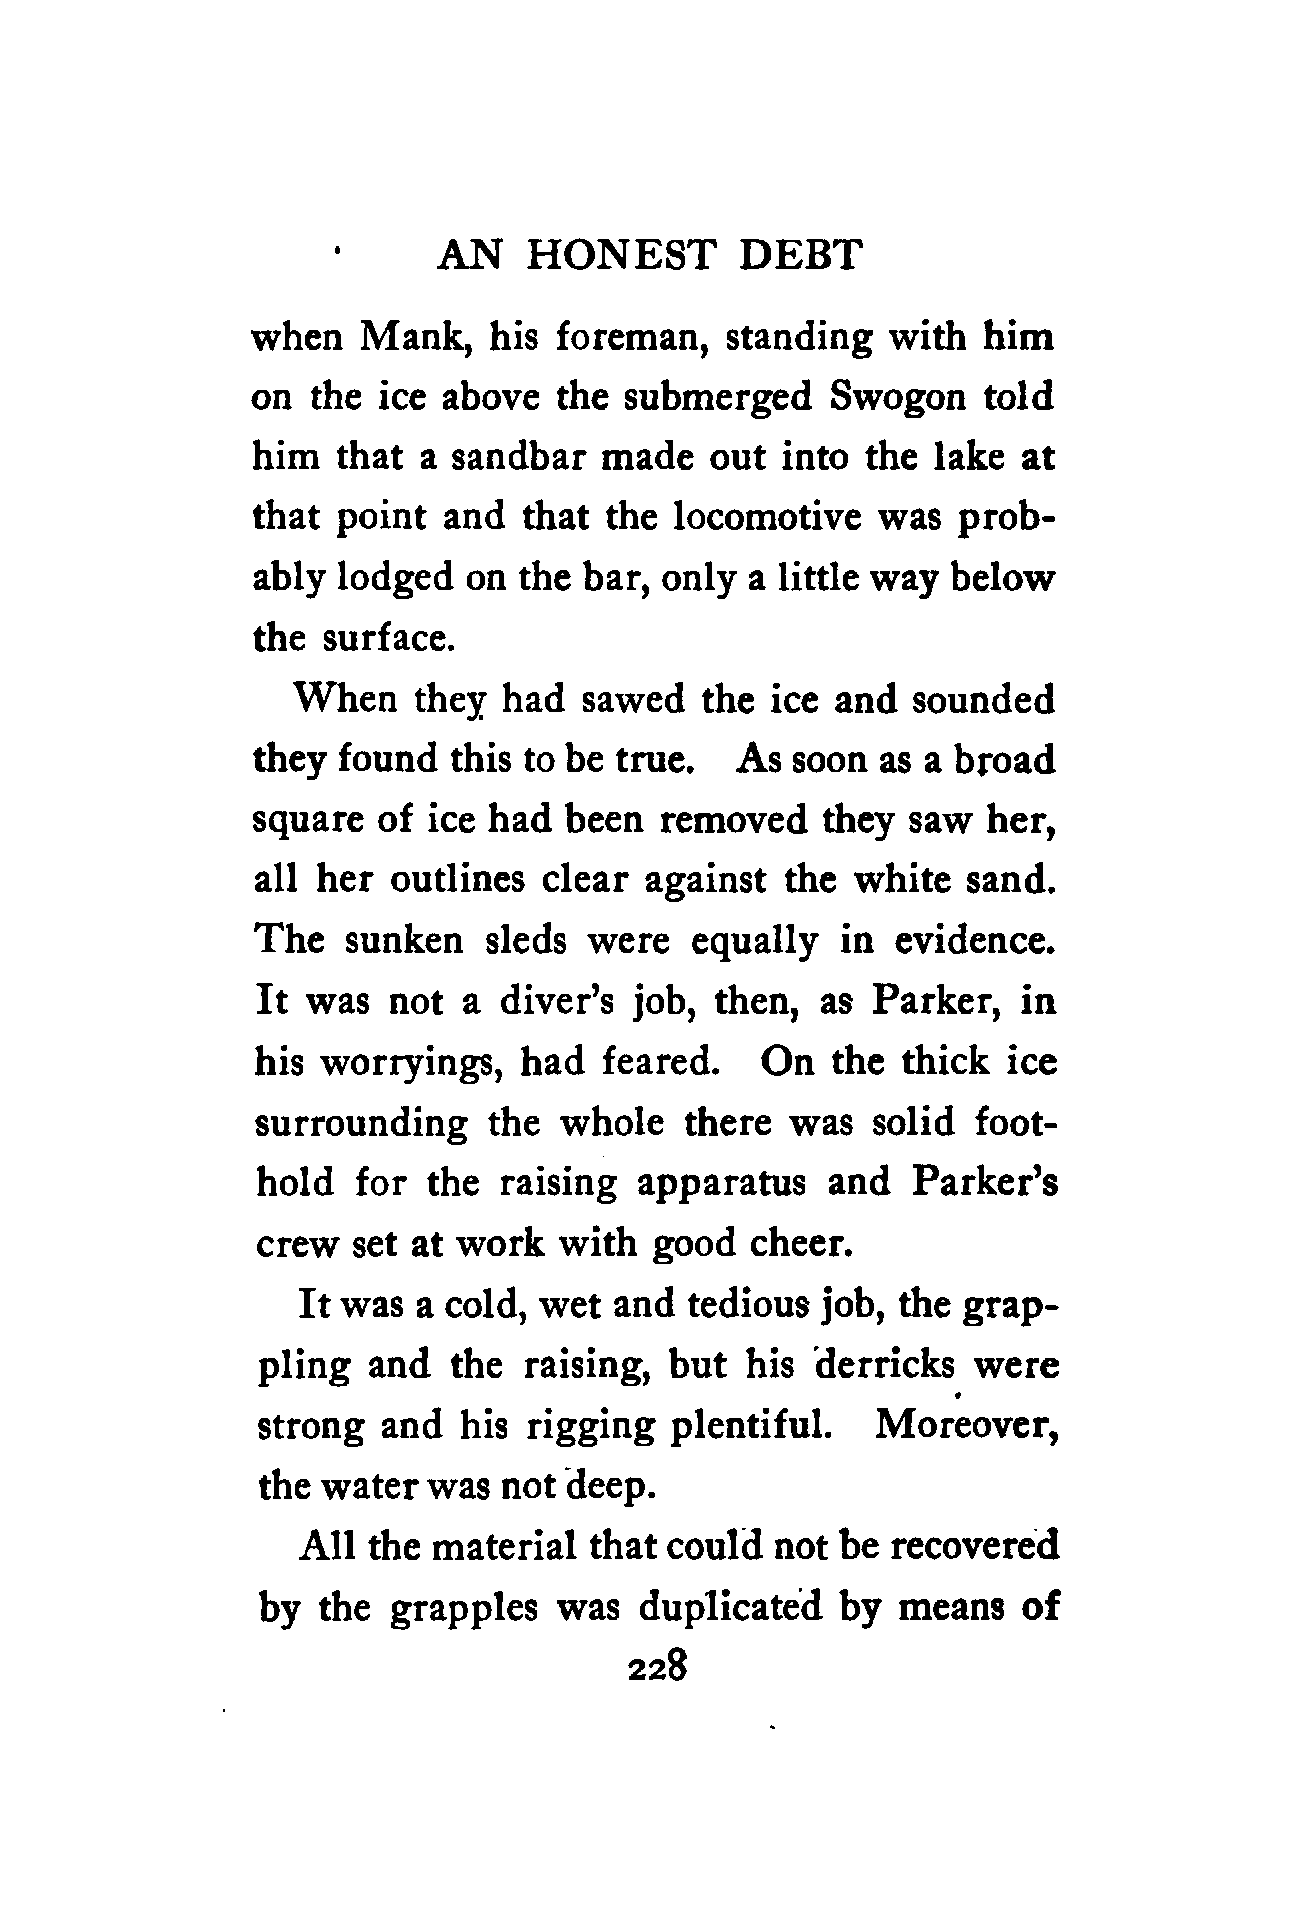 AN HONEST DEBT
when Mank, his foreman, standing with him
on the ice above the submerged Swogon told
him that a sandbar made out into the lake at
that point and that the locomotive was prob-
ably lodged on the bar, only a little way below
the surface.
When they had sawed the ice and sounded
they found this to be true. As soon as a broad
square of ice had been removed they saw her,
all her outlines clear against the white sand.
The sunken sleds were equally in evidence.
It was not a diver's job, then, as Parker, in
his worryings, had feared. On the thick ice
surrounding the whole there was solid foot-
hold for the raising apparatus and Parker's
crew set at work with good cheer.
It was a cold, wet and tedious job, the grap-
pling and the raising, but his derricks were
strong and his rigging plentiful. Moreover,
the water was not deep.
All the material that could not be recovered
by the grapples was duplicated by means of
228